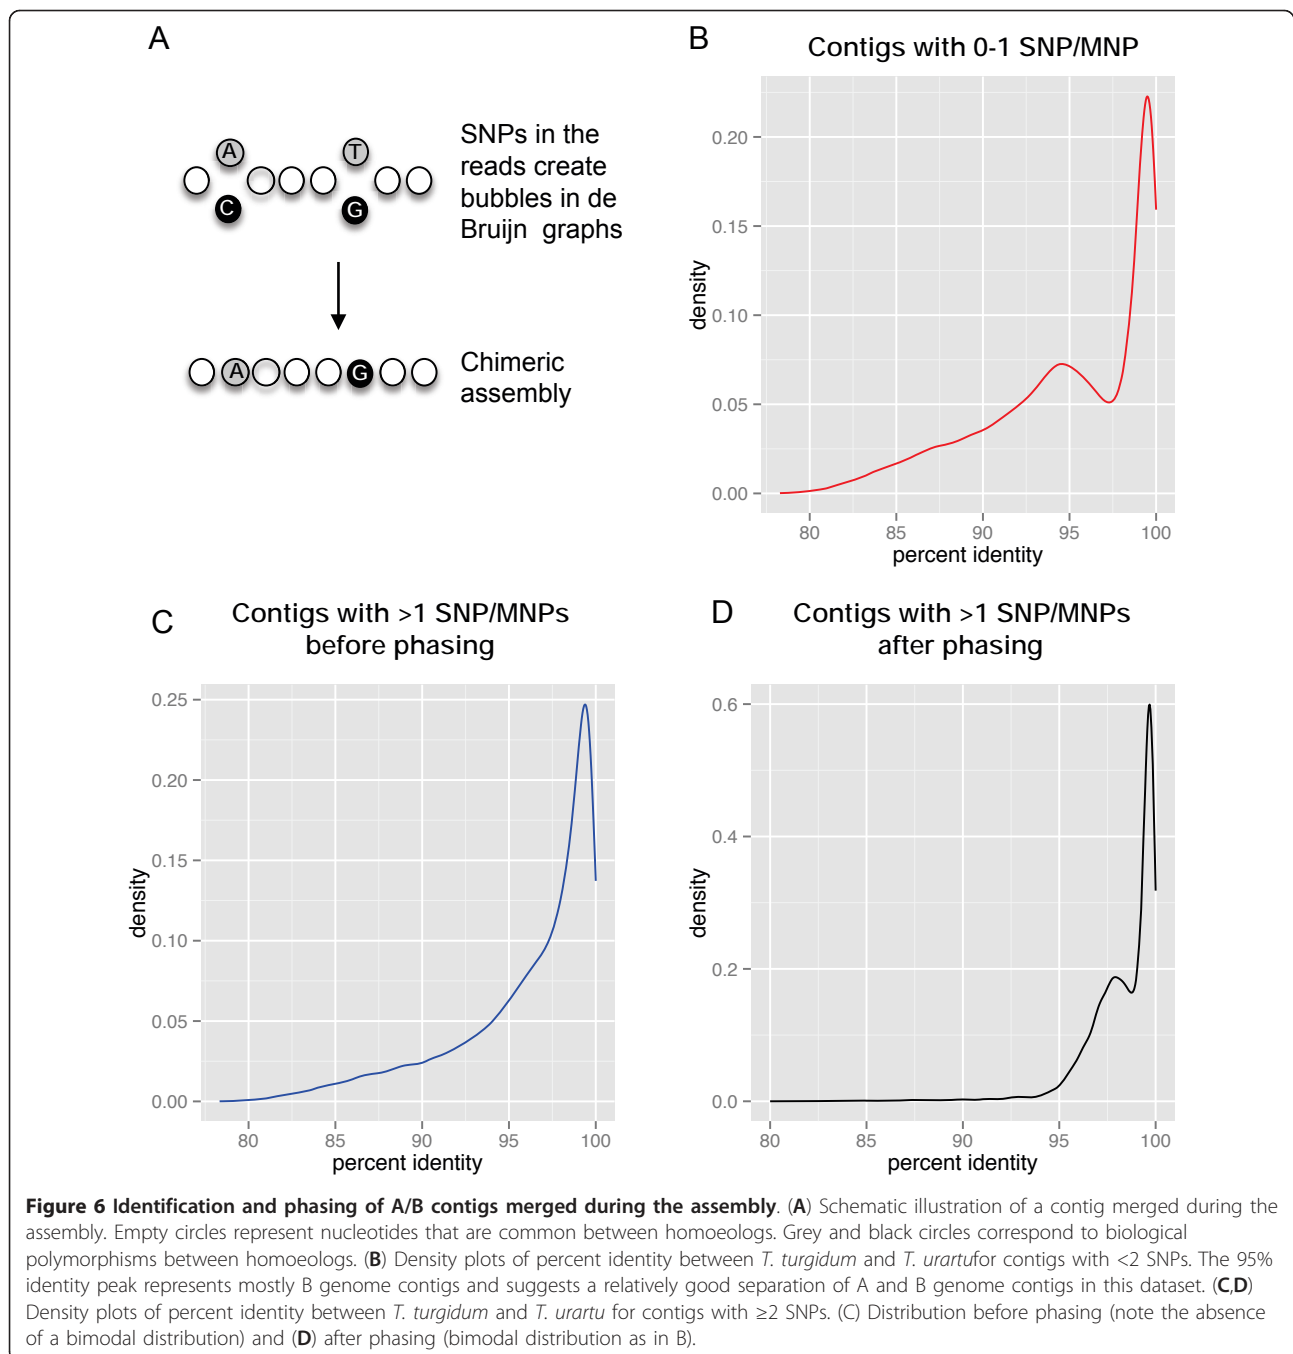 A
A
T
C
G
SNPs in the
reads create
bubbles in de
Bruijn graphs
A
G
Chimeric
assembly
B
Contigs with 0-1 SNP/MNP
0.20
0.15
0.10
0.05
0.00
density
80
85
90
95
100
percent identity
C
Contigs with >1 SNP/MNPs
before phasing
0.25
0.20
0.15
0.10
0.05
0.00
density
80
85
90
95
100
percent identity
D
Contigs with >1 SNP/MNPs
after phasing
0.6
0.4
0.2
0.0
density
80
85
90
95
100
percent identity
Figure 6 Identification and phasing of A/B contigs merged during the assembly. (A) Schematic illustration of a contig merged during the
assembly. Empty circles represent nucleotides that are common between homoeologs. Grey and black circles correspond to biological
polymorphisms between homoeologs. (B) Density plots of percent identity between T. turgidum and T. urartufor contigs with <2 SNPs. The 95%
identity peak represents mostly B genome contigs and suggests a relatively good separation of A and B genome contigs in this dataset. (C,D)
Density plots of percent identity between T. turgidum and T. urartu for contigs with ≥2 SNPs. (C) Distribution before phasing (note the absence
of a bimodal distribution) and (D) after phasing (bimodal distribution as in B).